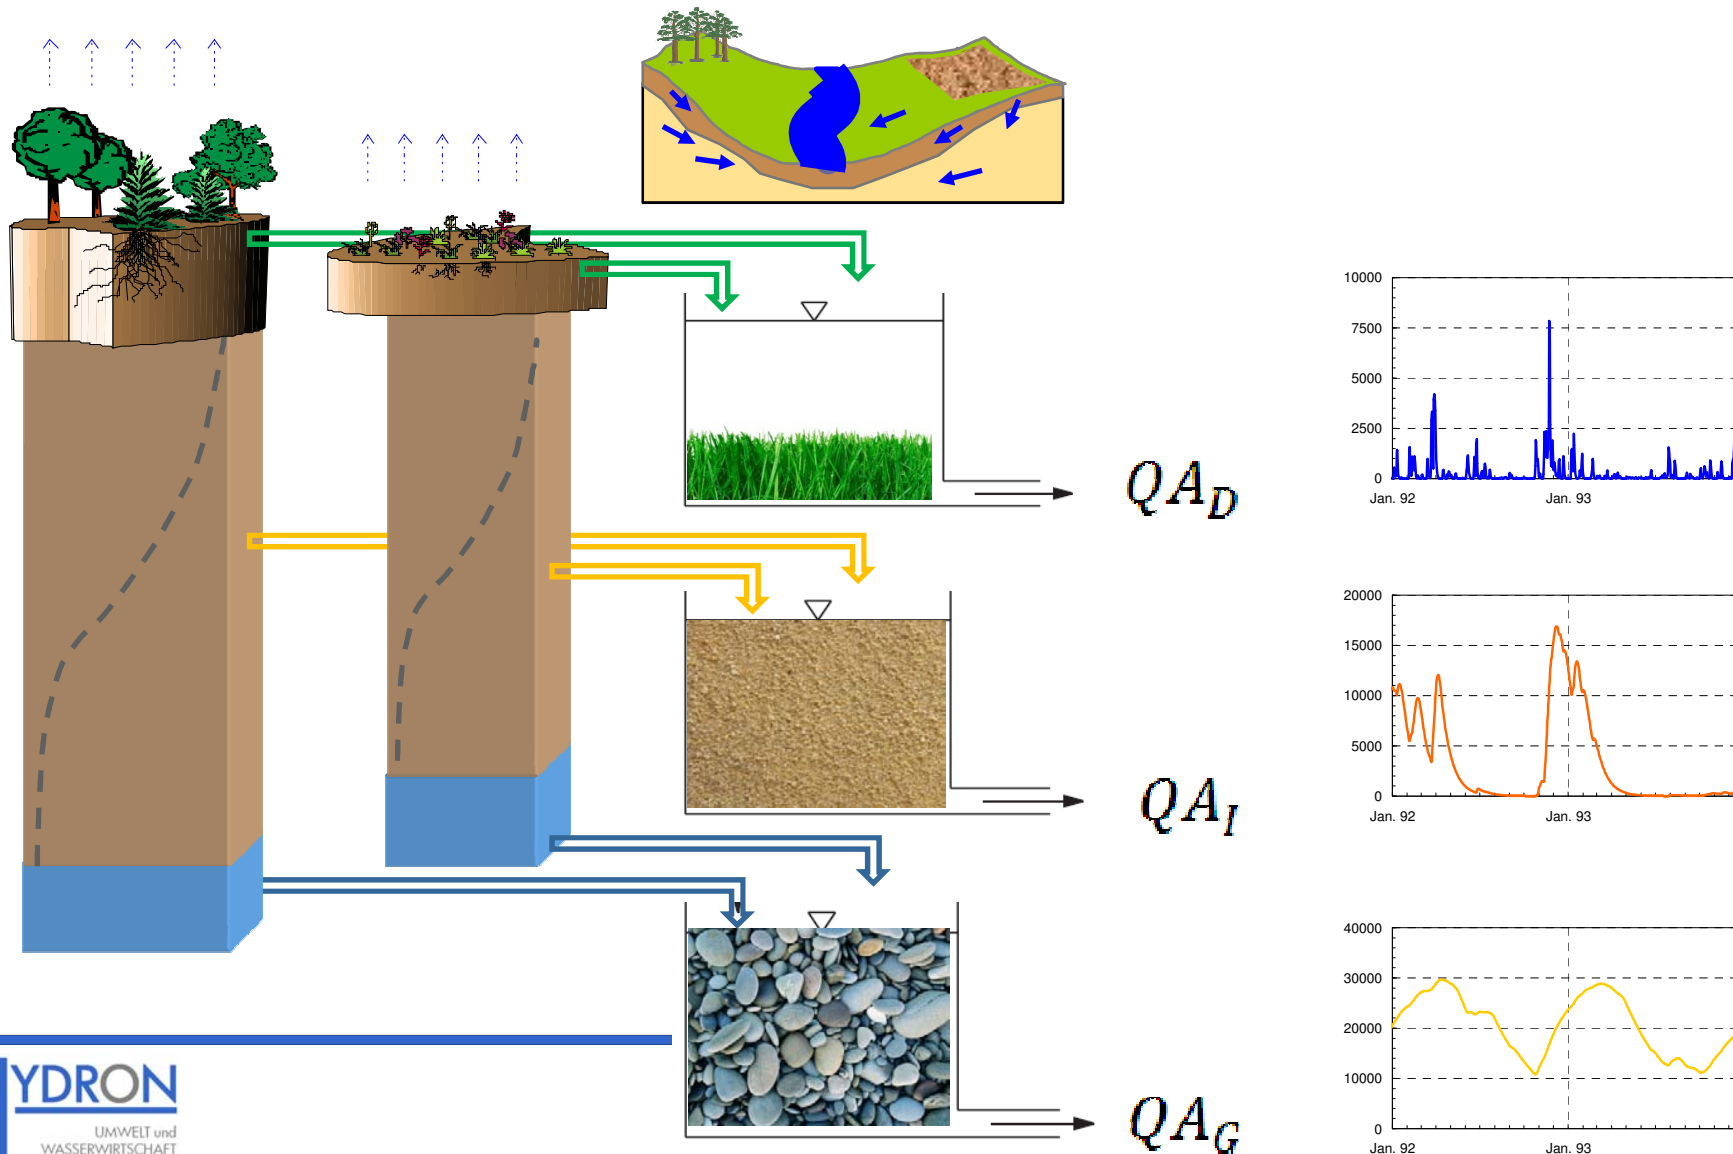 10000
7500
5000
2500
0
Jan. 92 Jan. 93
QA_D
20000
15000
10000
5000
0
Jan. 92 Jan. 93
QA_I
40000
30000
20000
10000
0
Jan. 92 Jan. 93
QA_G
YDRON
UMWELT und
WASSERWIRTSCHAFT